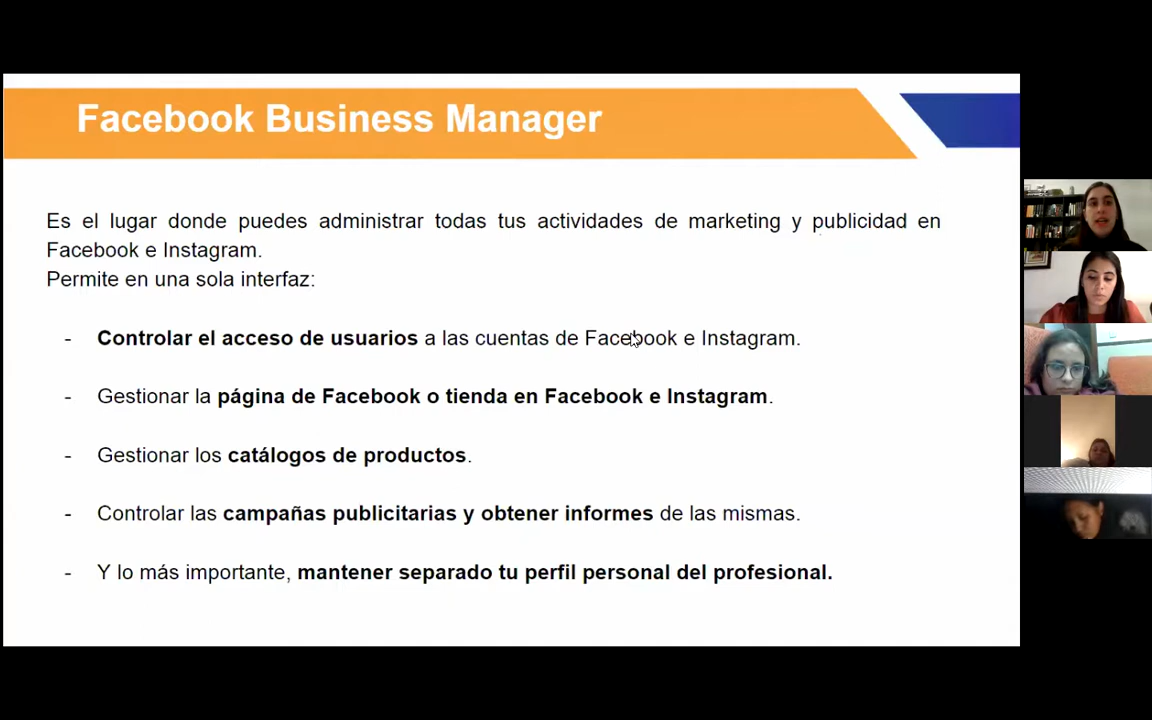 Facebook Business Manager
Es el lugar donde puedes administrar todas tus actividades de marketing y publicidad en
Facebook e Instagram.
Permite en una sola interfaz:
- Controlar el acceso de usuarios a las cuentas de Facebook e Instagram.
- Gestionar la página de Facebook o tienda en Facebook e Instagram.
- Gestionar los catálogos de productos.
- Controlar las campañas publicitarias y obtener informes de las mismas.
- Y lo más importante, mantener separado tu perfil personal del profesional.